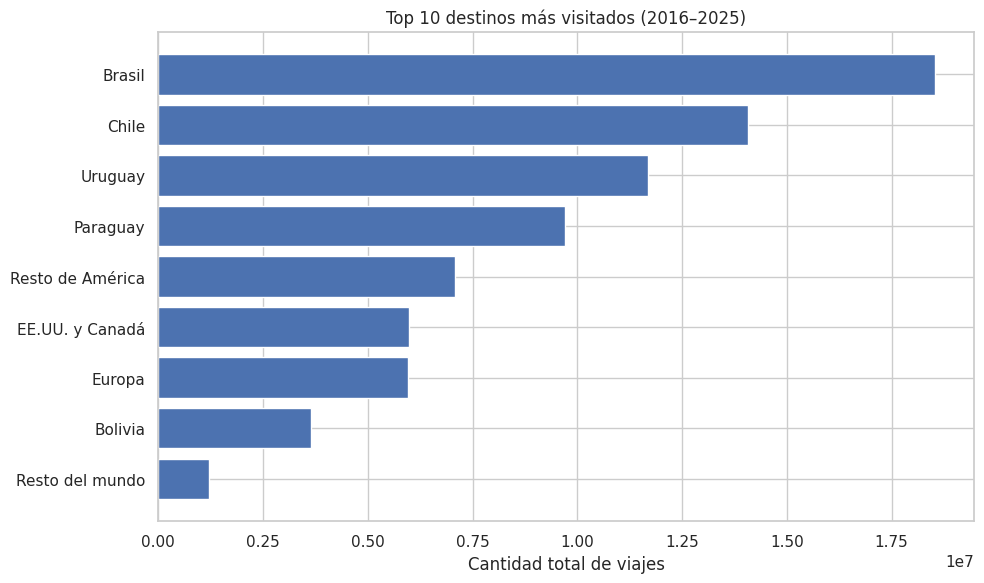 Top 10 destinos más visitados (2016–2025)
Brasil
Chile
Uruguay
Paraguay
Resto de América
EE.UU. y Canadá
Europa
Bolivia
Resto del mundo
0.00 0.25 0.50 0.75 1.00 1.25 1.50 1.75
1e7
Cantidad total de viajes